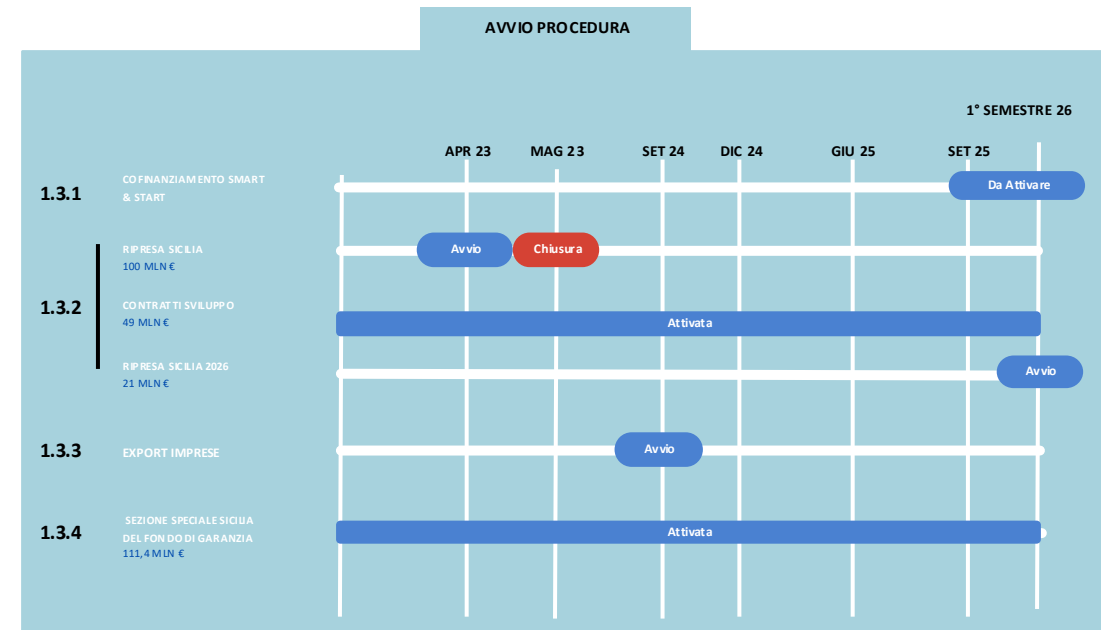 AVVIO PROCEDURA
1° SEMESTRE 26
APR 23 MAG 23 SET 24 DIC 24 GIU 25 SET 25
1.3.1
COFINANZIAMENTO SMART
& START
Da Attivare
RIPRESA SICILIA
100 MLN €
Avvio
Chiusura
1.3.2
CONTRATTI SVILUPPO
49 MLN €
Attivata
RIPRESA SICILIA 2026
21 MLN €
Avvio
1.3.3
EXPORT IMPRESE
Avvio
1.3.4
SEZIONE SPECIALE SICILIA
DEL FONDO DI GARANZIA
111,4 MLN €
Attivata